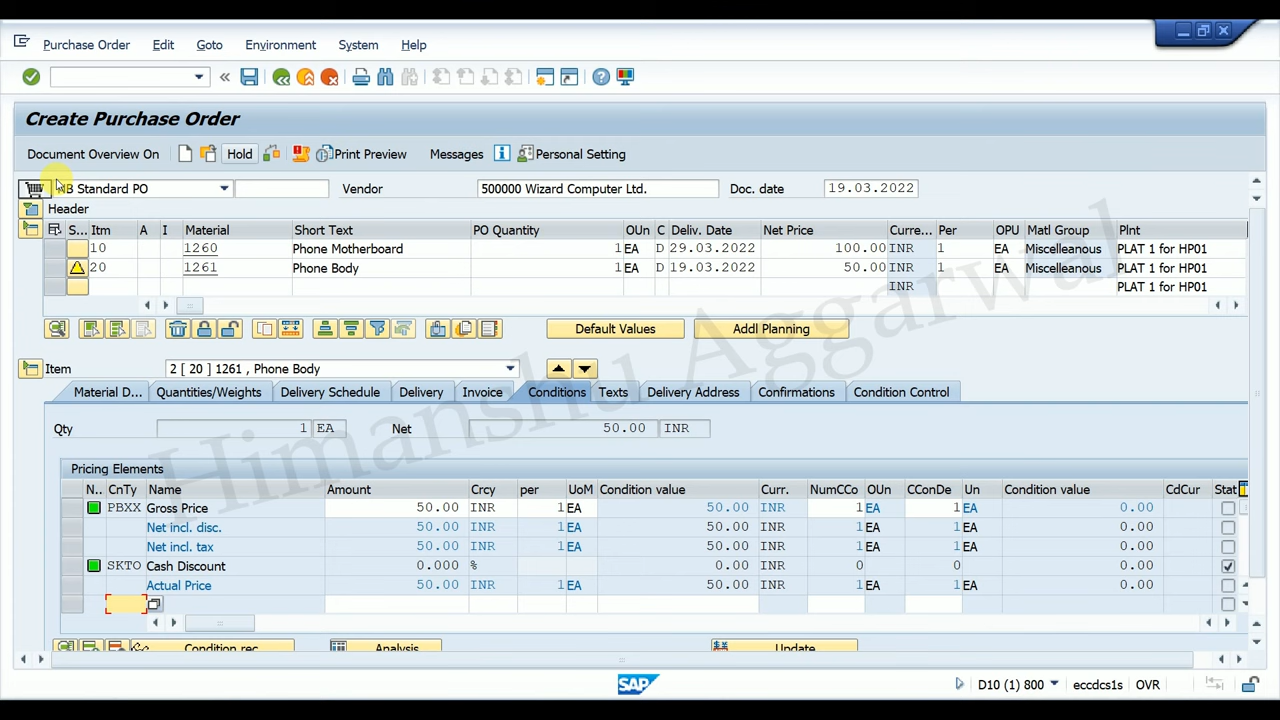 Purchase Order Edit Goto Environment System Help
Create Purchase Order
Document Overview On Hold Print Preview Messages Personal Setting
NB Standard PO Vendor 500000 Wizard Computer Ltd. Doc. date 19.03.2022
Header
S... Itm A I Material Short Text PO Quantity OUn C Deliv. Date Net Price Curre... Per OPU Matl Group Plnt
10 1260 Phone Motherboard 1 EA D 29.03.2022 100.00 INR 1 EA Miscelleanous PLAT 1 for HP01
20 1261 Phone Body 1 EA D 19.03.2022 50.00 INR 1 EA Miscelleanous PLAT 1 for HP01
INR PLAT 1 for HP01
Default Values Addl Planning
Item 2 [ 20 ] 1261 , Phone Body
Material D... Quantities/Weights Delivery Schedule Delivery Invoice Conditions Texts Delivery Address Confirmations Condition Control
Qty 1 EA Net 50.00 INR
Pricing Elements
N.. CnTy Name Amount Crcy per UoM Condition value Curr. NumCCo OUn CConDe Un Condition value CdCur Stat
PBXX Gross Price 50.00 INR 1 EA 50.00 INR 1 EA 1 EA 0.00
Net incl. disc. 50.00 INR 1 EA 50.00 INR 1 EA 1 EA 0.00
Net incl. tax 50.00 INR 1 EA 50.00 INR 1 EA 1 EA 0.00
SKTO Cash Discount 0.000 % 0.00 INR 0 0 0.00
Actual Price 50.00 INR 1 EA 50.00 INR 1 EA 1 EA 0.00
Condition rec. Analysis Update
SAP D10 (1) 800 eccdcs1s OVR
Himanshu Aggarwal